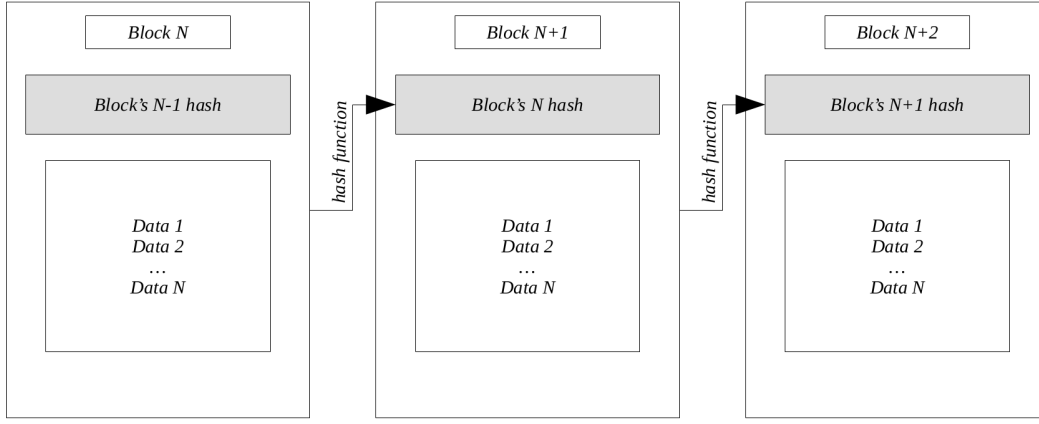 Block N
Block's N-1 hash
Data 1
Data 2
...
Data N
hash function
Block N+1
Block's N hash
Data 1
Data 2
...
Data N
hash function
Block N+2
Block's N+1 hash
Data 1
Data 2
...
Data N